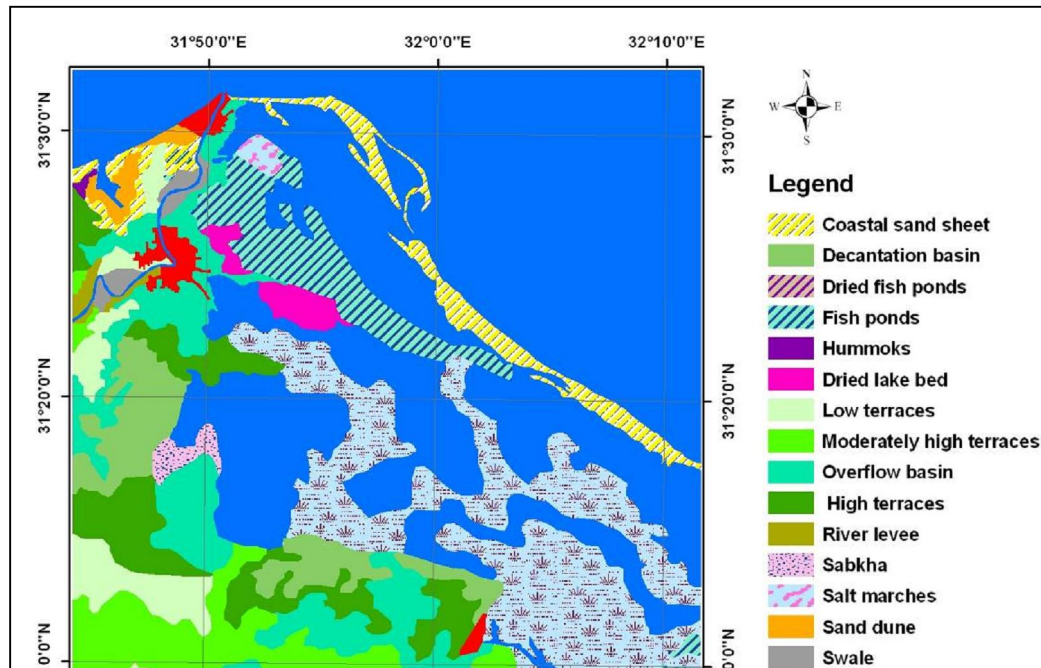 31°50'0"E 32°0'0"E 32°10'0"E
N
W E
S
31°30'0"N 31°30'0"N
31°20'0"N 31°20'0"N
0'0"N 0'0"N
Legend
Coastal sand sheet
Decantation basin
Dried fish ponds
Fish ponds
Hummoks
Dried lake bed
Low terraces
Moderately high terraces
Overflow basin
High terraces
River levee
Sabkha
Salt marches
Sand dune
Swale